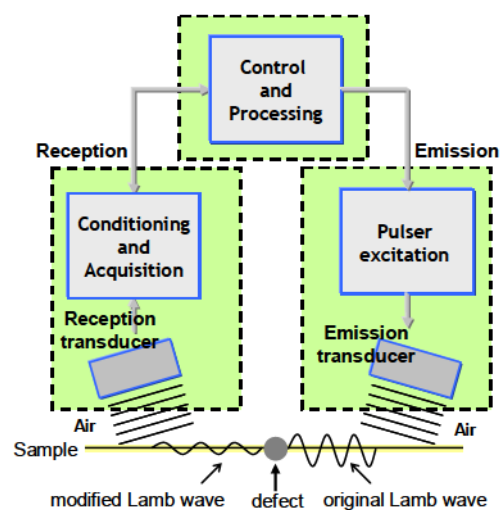 Control
and
Processing
Reception
Emission
Conditioning
and
Acquisition
Pulser
excitation
Reception
transducer
Emission
transducer
Air
Air
Sample
modified Lamb wave
defect
original Lamb wave